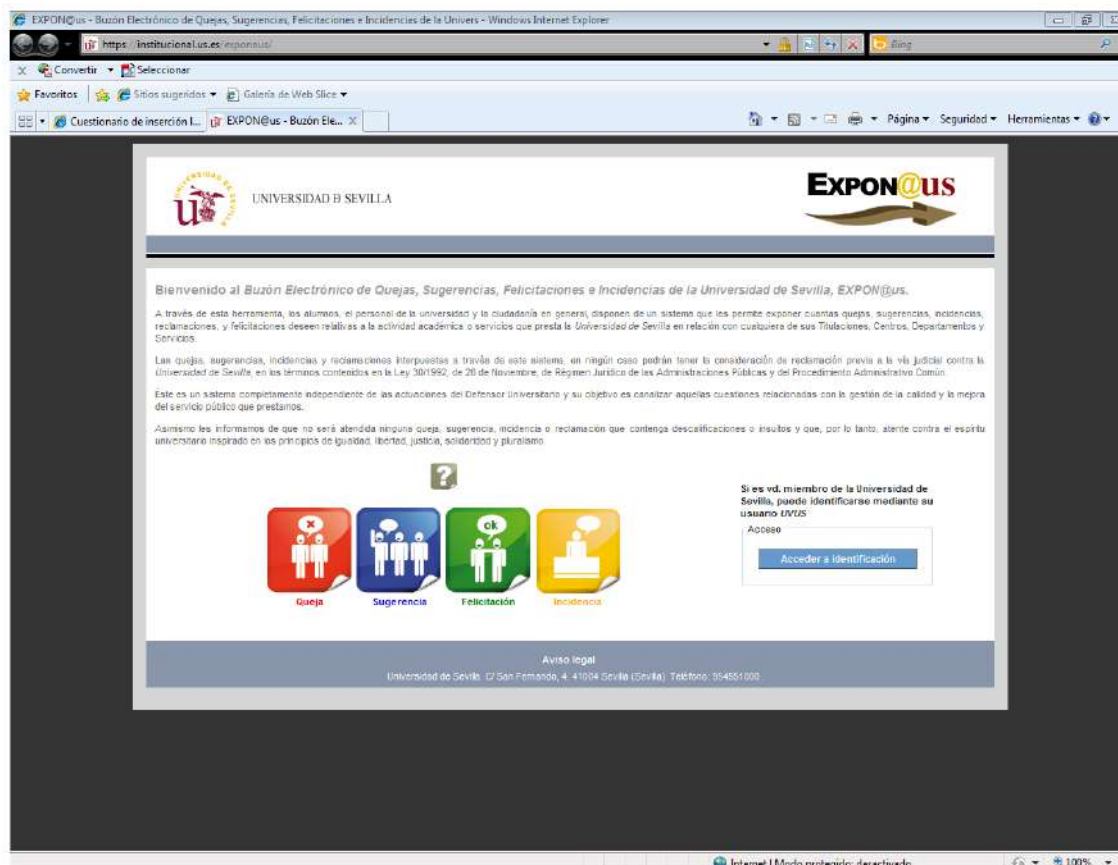 EXPON@us - Buzón Electrónico de Quejas, Sugerencias, Felicitaciones e Incidencias de la Univers - Windows Internet Explorer
https://institucional.us.es/exponaus/
Bing
X Convertir Seleccionar
Favoritos Sitios sugeridos Galería de Web Slice
Cuestionario de inserción l... EXPON@us - Buzón Ele... X Página Seguridad Herramientas
UNIVERSIDAD Ð SEVILLA
EXPON@US
Bienvenido al Buzón Electrónico de Quejas, Sugerencias, Felicitaciones e Incidencias de la Universidad de Sevilla, EXPON@us.
A través de esta herramienta, los alumnos, el personal de la universidad y la ciudadanía en general, disponen de un sistema que les permite exponer cuantas quejas, sugerencias, incidencias,
reclamaciones, y felicitaciones deseen relativas a la actividad académica o servicios que presta la Universidad de Sevilla en relación con cualquiera de sus Titulaciones, Centros, Departamentos y
Servicios.
Las quejas, sugerencias, incidencias y reclamaciones interpuestas a través de este sistema, en ningún caso podrán tener la consideración de reclamación previa a la vía judicial contra la
Universidad de Sevilla, en los términos contenidos en la Ley 30/1992, de 26 de Noviembre, de Régimen Jurídico de las Administraciones Públicas y del Procedimiento Administrativo Común.
Este es un sistema completamente independiente de las actuaciones del Defensor Universitario y su objetivo es canalizar aquellas cuestiones relacionadas con la gestión de la calidad y la mejora
del servicio público que prestamos.
Asimismo les informamos de que no será atendida ninguna queja, sugerencia, incidencia o reclamación que contenga descalificaciones o insultos y que, por lo tanto, atente contra el espíritu
universitario inspirado en los principios de igualdad, libertad, justicia, solidaridad y pluralismo.
?
Si es vd. miembro de la Universidad de
Sevilla, puede identificarse mediante su
usuario UVUS
Acceso
Acceder a identificación
ok
Queja Sugerencia Felicitación Incidencia
Aviso legal
Universidad de Sevilla. C/ San Fernando, 4, 41004 Sevilla (Sevilla) Teléfono: 954551000
Internet | Modo protegido: desactivado 100%